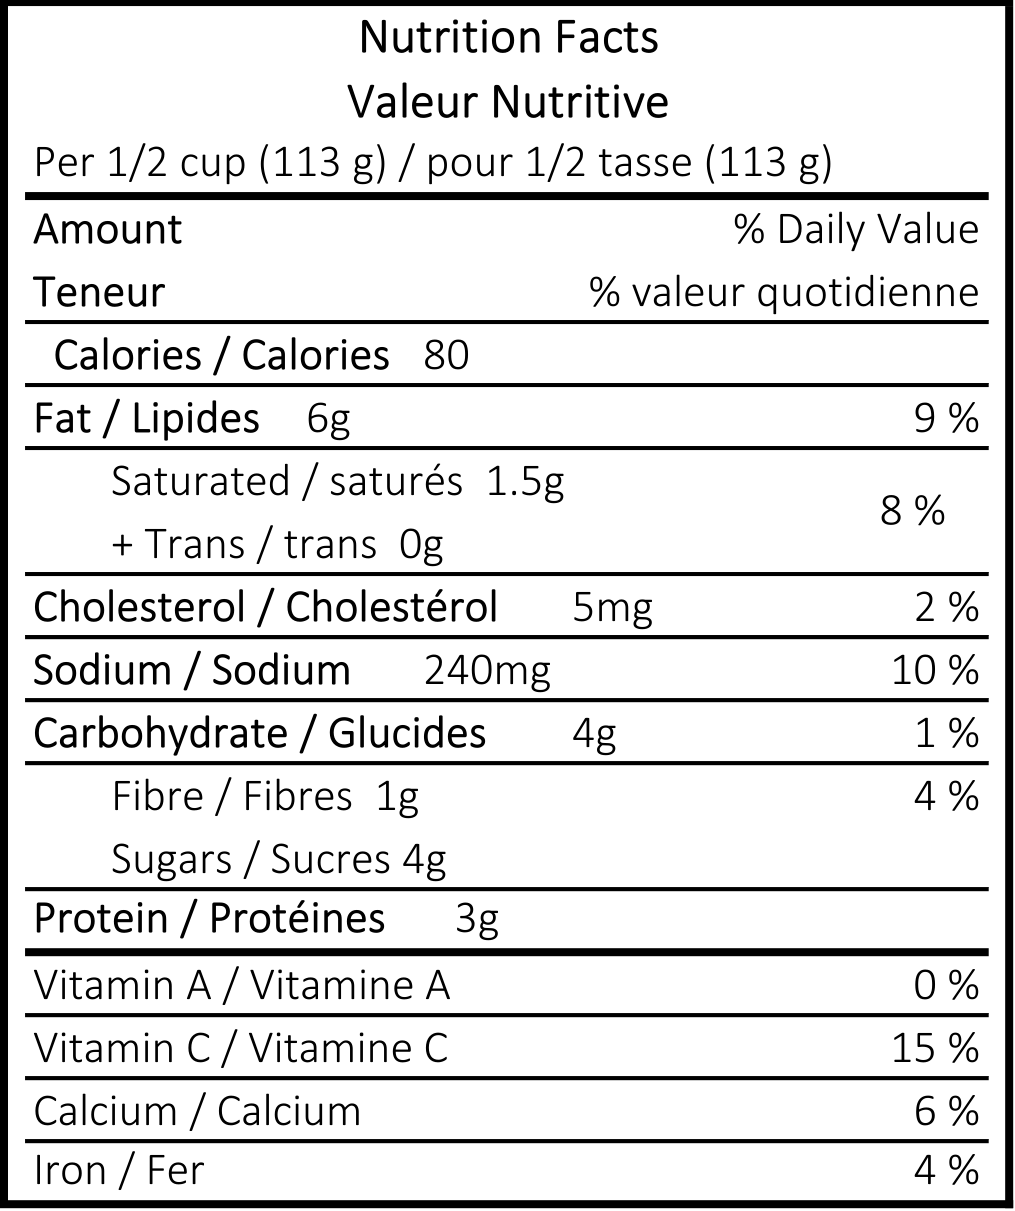 Nutrition Facts
Valeur Nutritive
Per 1/2 cup (113 g) / pour 1/2 tasse (113 g)
Amount % Daily Value
Teneur % valeur quotidienne
Calories / Calories 80
Fat / Lipides 6g 9 %
Saturated / saturés 1.5g
8 %
+ Trans / trans 0g
Cholesterol / Cholestérol 5mg 2 %
Sodium / Sodium 240mg 10 %
Carbohydrate / Glucides 4g 1 %
Fibre / Fibres 1g 4 %
Sugars / Sucres 4g
Protein / Protéines 3g
Vitamin A / Vitamine A 0 %
Vitamin C / Vitamine C 15 %
Calcium / Calcium 6 %
Iron / Fer 4 %